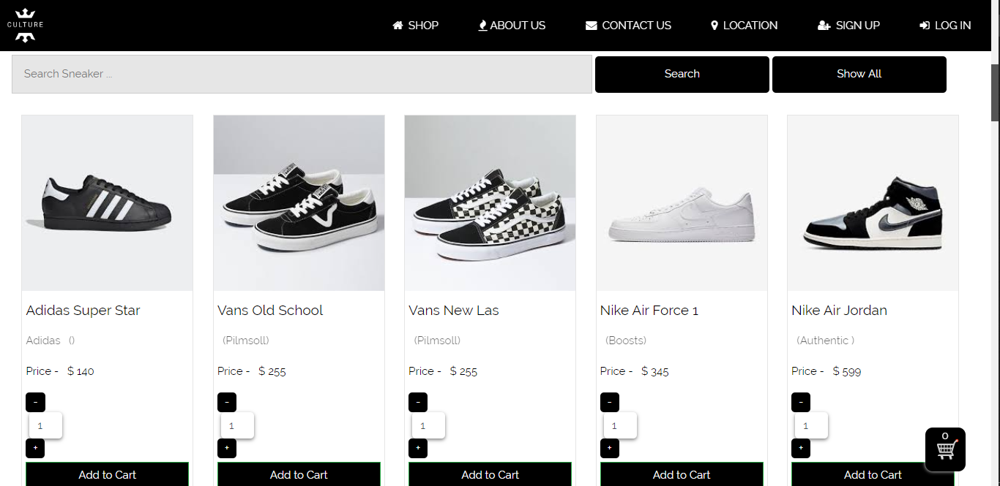 CULTURE
SHOP
ABOUT US
CONTACT US
LOCATION
SIGN UP
LOG IN
Search Sneaker ...
Search
Show All
Adidas Super Star
Adidas ()
Price - $ 140
-
1
+
Add to Cart
Vans Old School
(Pilmsoll)
Price - $ 255
-
1
+
Add to Cart
Vans New Las
(Pilmsoll)
Price - $ 255
-
1
+
Add to Cart
Nike Air Force 1
(Boosts)
Price - $ 345
-
1
+
Add to Cart
Nike Air Jordan
(Authentic )
Price - $ 599
-
1
+
Add to Cart
0